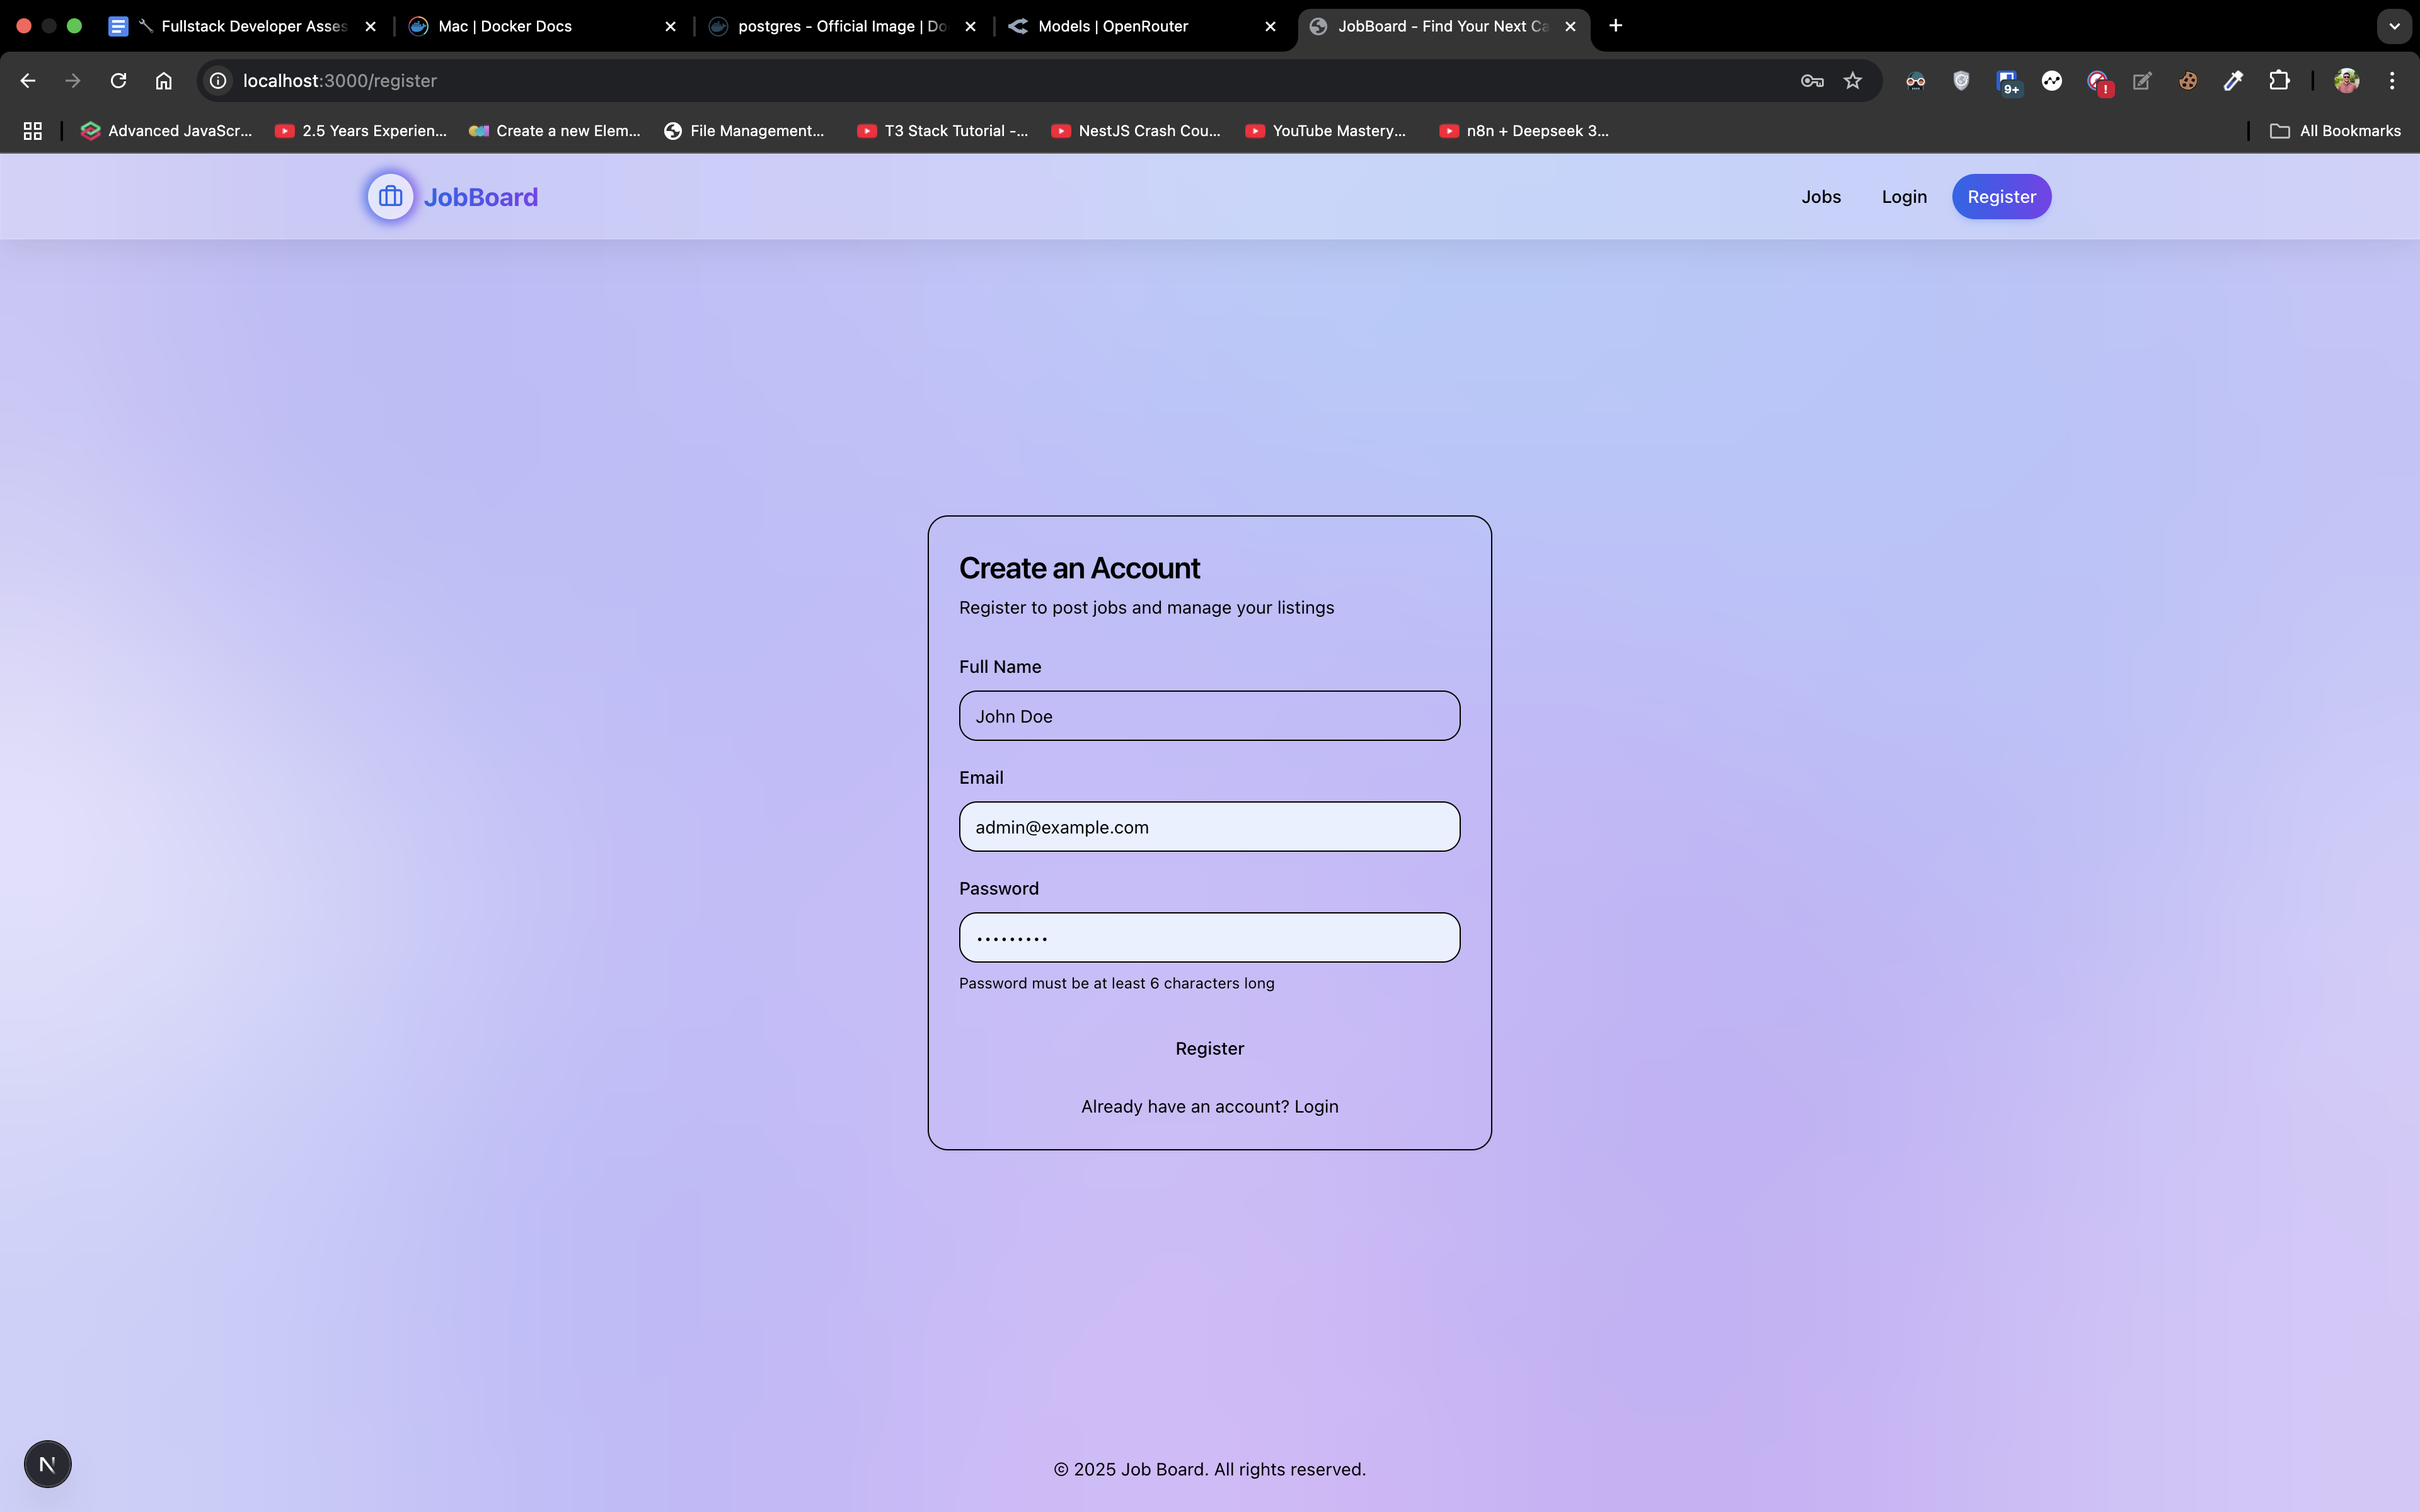 Fullstack Developer Asses
Mac | Docker Docs
postgres - Official Image | Do
Models | OpenRouter
JobBoard - Find Your Next Ca
localhost:3000/register
9+
!
Advanced JavaScr...
2.5 Years Experien...
Create a new Elem...
File Management...
T3 Stack Tutorial -...
NestJS Crash Cou...
YouTube Mastery...
n8n + Deepseek 3...
All Bookmarks
JobBoard
Jobs
Login
Register
Create an Account
Register to post jobs and manage your listings
Full Name
John Doe
Email
admin@example.com
Password
•••••••••
Password must be at least 6 characters long
Register
Already have an account? Login
N
© 2025 Job Board. All rights reserved.